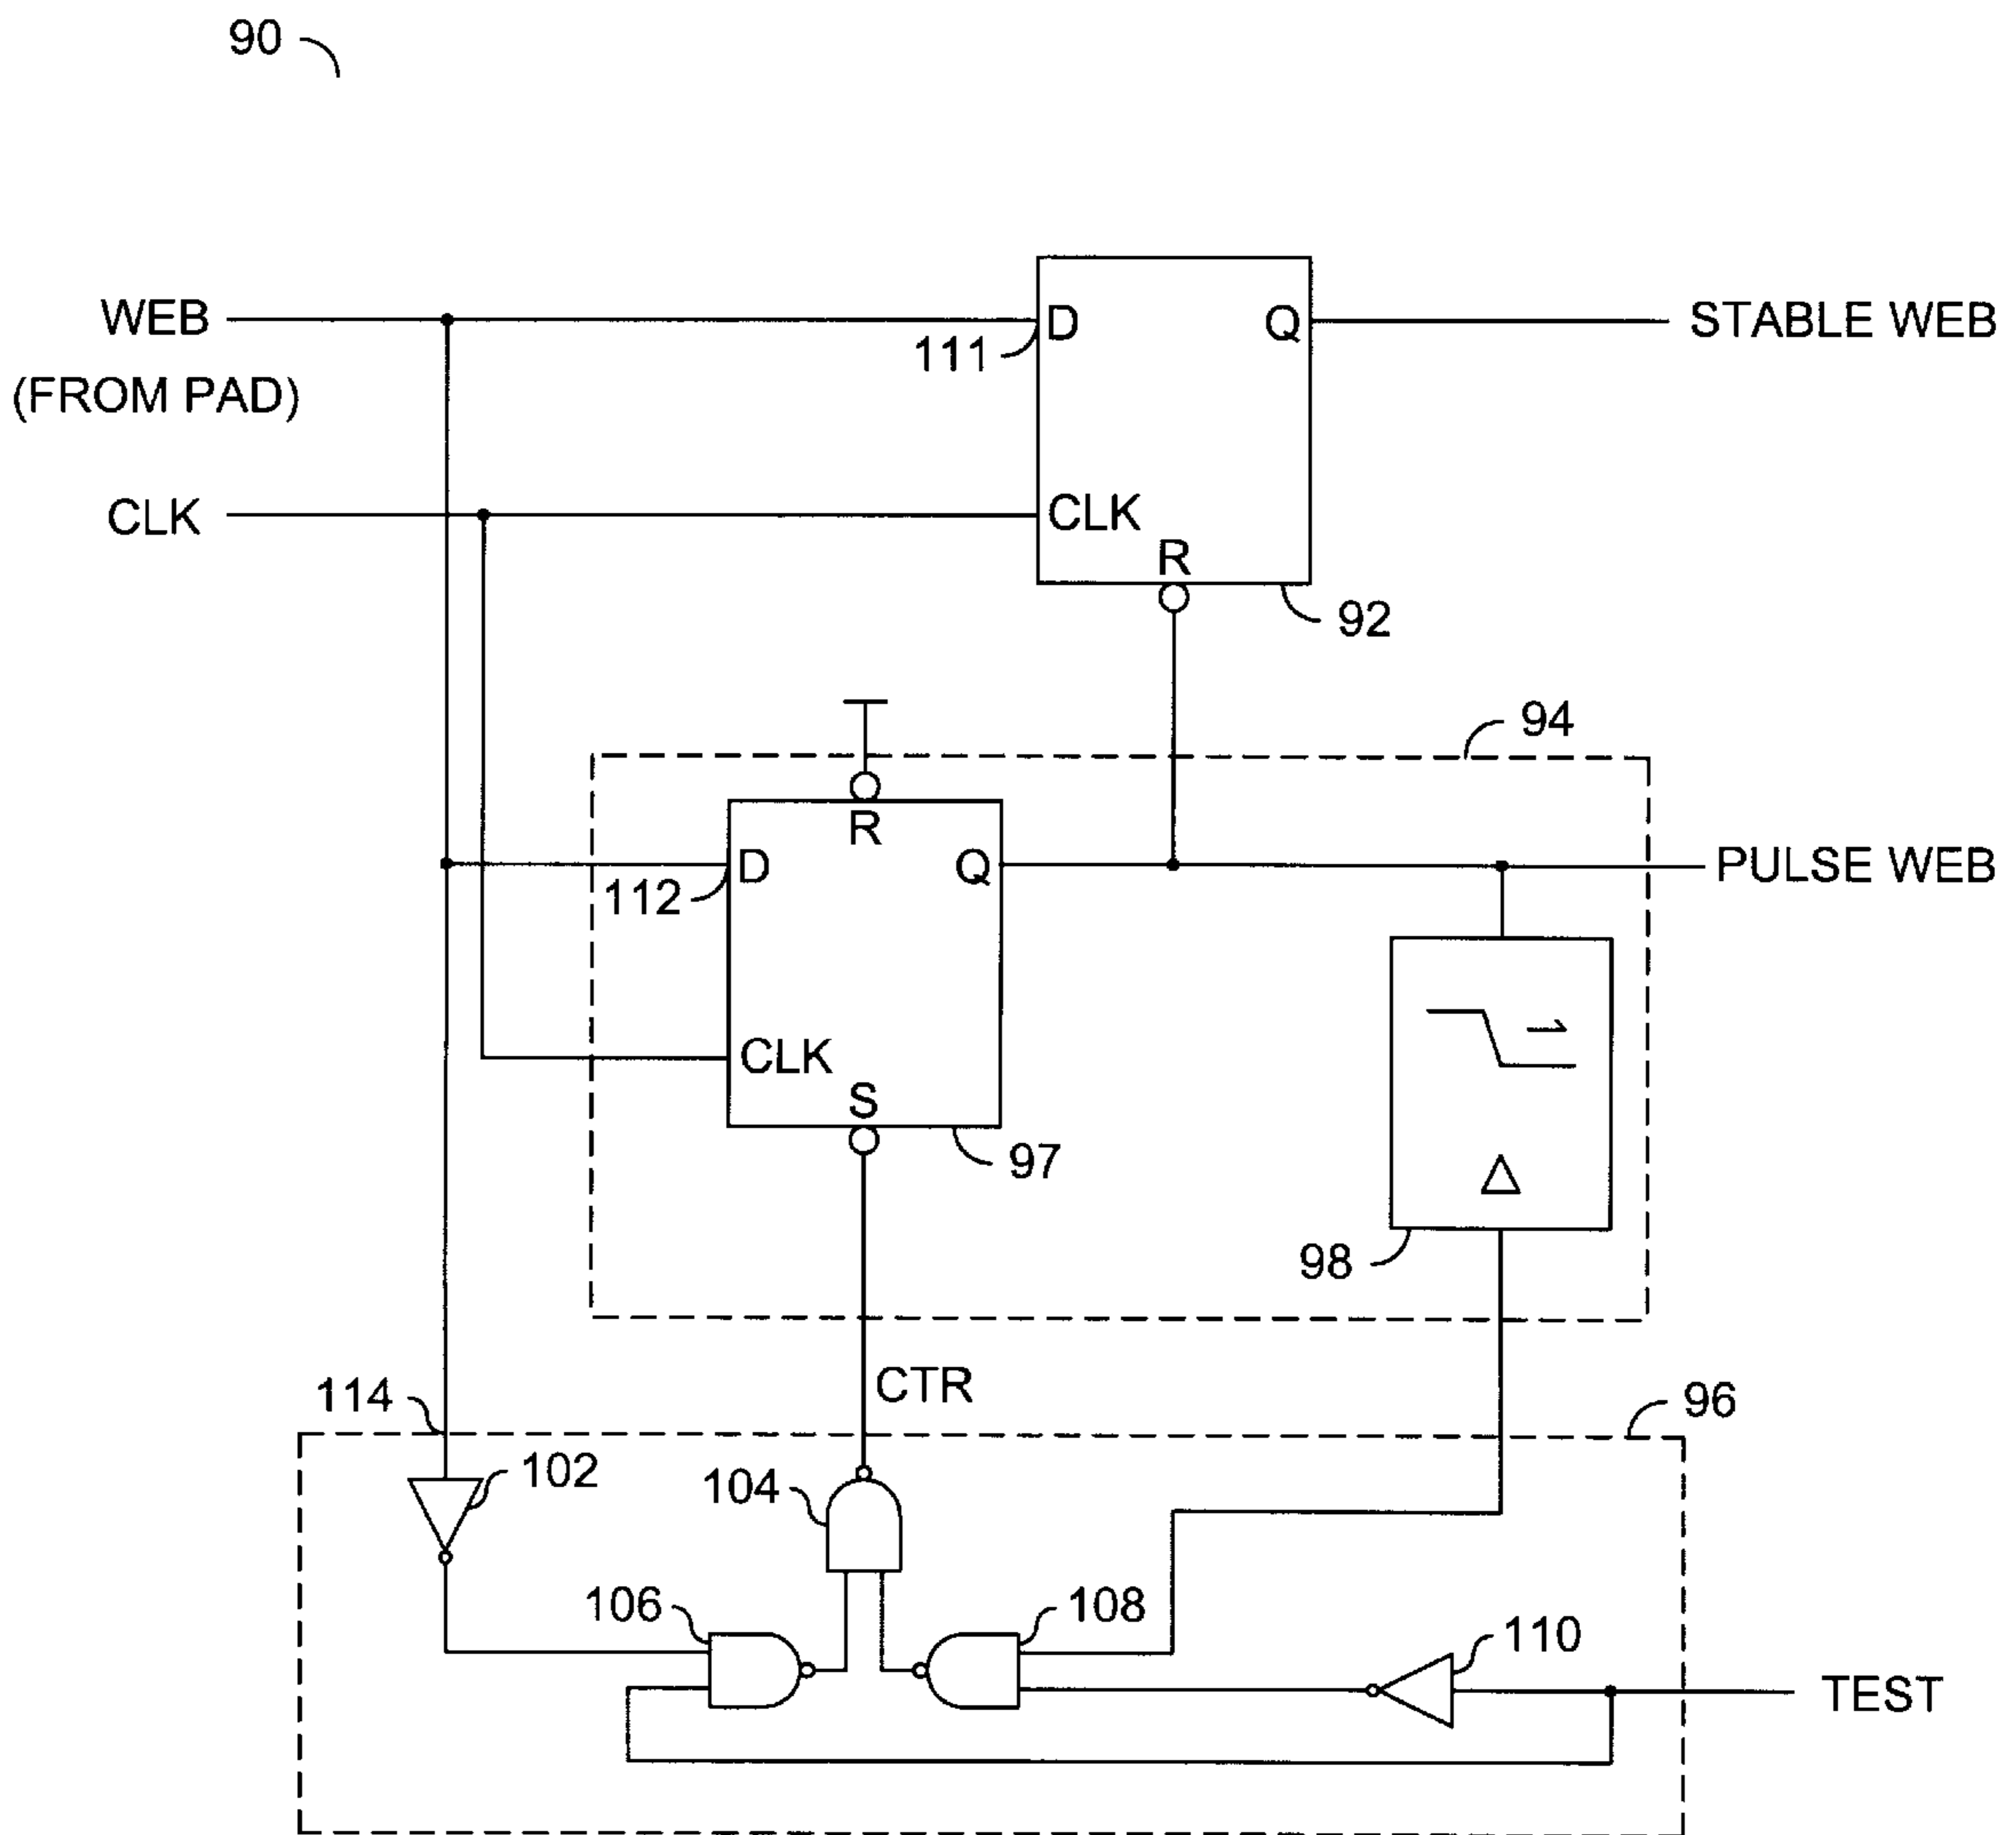 90
WEB
(FROM PAD)
D
Q
STABLE WEB
111
CLK
CLK
R
92
94
R
D
Q
PULSE WEB
112
1
CLK
S
97
98
CTR
114
96
102
104
106
108
110
TEST